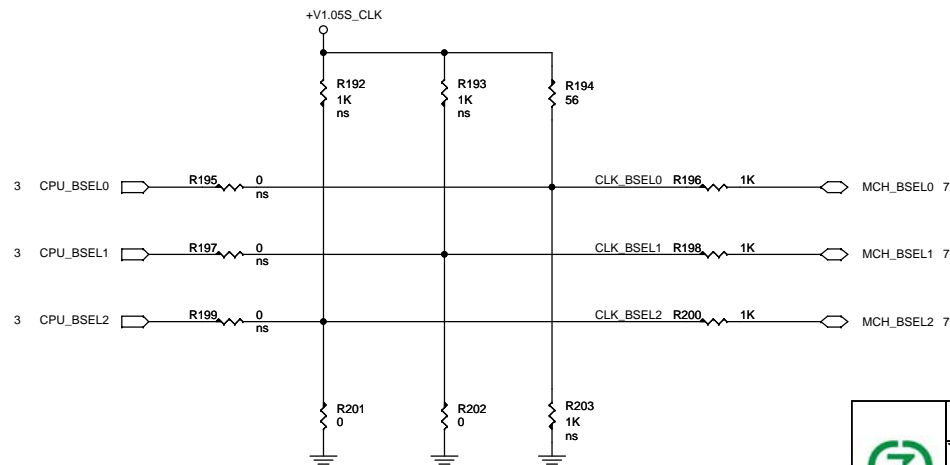 +V1.05S_CLK
R192
1K
ns
R193
1K
ns
R194
56
3 CPU_BSEL0 R195 0 ns CLK_BSEL0 R196 1K MCH_BSEL0 7
3 CPU_BSEL1 R197 0 ns CLK_BSEL1 R198 1K MCH_BSEL1 7
3 CPU_BSEL2 R199 0 ns CLK_BSEL2 R200 1K MCH_BSEL2 7
R201
0
R202
0
R203
1K
ns